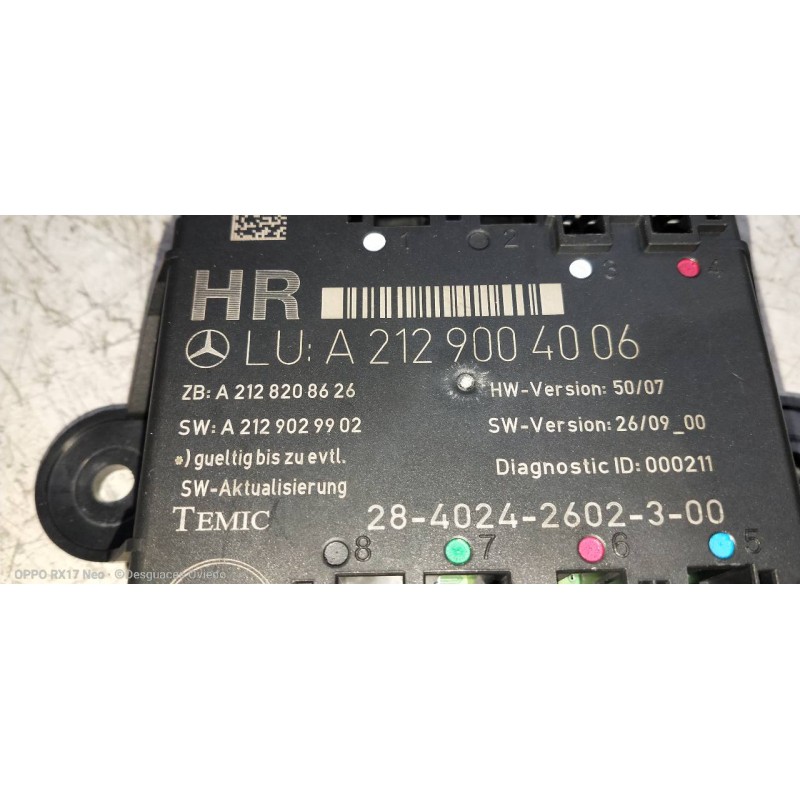 1 2 3 4
HR
LU: A 212 900 40 06
ZB: A 212 820 86 26
HW-Version: 50/07
SW: A 212 902 99 02
SW-Version: 26/09_00
*) gueltig bis zu evtl.
SW-Aktualisierung
Diagnostic ID: 000211
TEMIC
28-4024-2602-3-00
8 7 6 5
OPPO RX17 Neo · ©Desguaces Oviedo